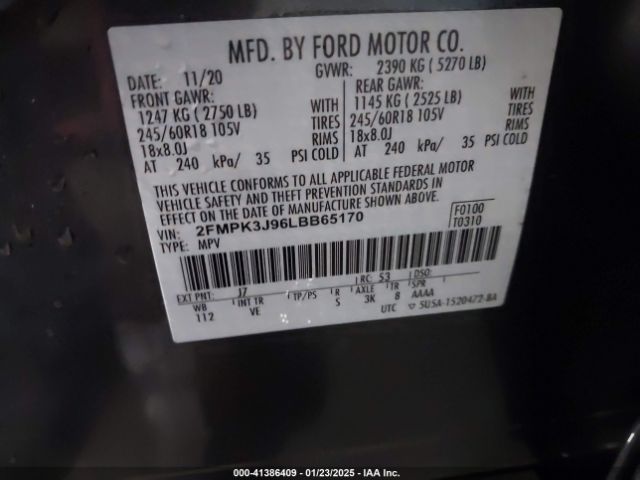 MFD. BY FORD MOTOR CO.
DATE: 11/20 GVWR: 2390 KG ( 5270 LB)
FRONT GAWR: REAR GAWR:
1247 KG ( 2750 LB) WITH 1145 KG ( 2525 LB) WITH
245/60R18 105V TIRES 245/60R18 105V TIRES
18x8.0J RIMS 18x8.0J RIMS
AT 240 kPa/ 35 PSI COLD AT 240 kPa/ 35 PSI COLD
THIS VEHICLE CONFORMS TO ALL APPLICABLE FEDERAL MOTOR
VEHICLE SAFETY AND THEFT PREVENTION STANDARDS IN
EFFECT ON THE DATE OF MANUFACTURE SHOWN ABOVE.
VIN: 2FMPK3J96LBB65170 F0100
TYPE: MPV T0310
EXT PNT: J7 RC: 53 DSO:
WB INT TR TP/PS R AXLE TR SPR
112 VE S 3K 8 AAAA
UTC 5U5A-1520472-BA
000-41386409 - 01/23/2025 - IAA Inc.